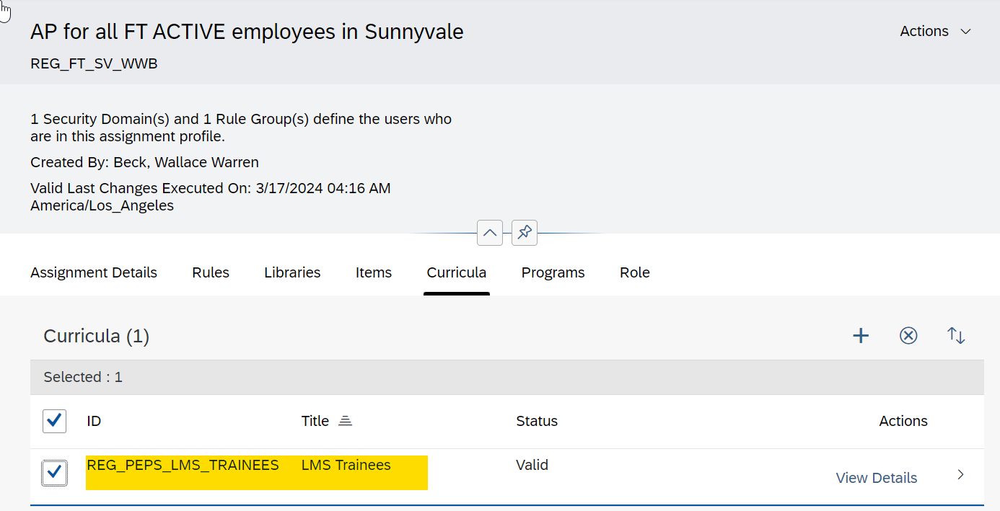 AP for all FT ACTIVE employees in Sunnyvale
Actions
REG_FT_SV_WWB
1 Security Domain(s) and 1 Rule Group(s) define the users who
are in this assignment profile.
Created By: Beck, Wallace Warren
Valid Last Changes Executed On: 3/17/2024 04:16 AM
America/Los_Angeles
Assignment Details Rules Libraries Items Curricula Programs Role
Curricula (1)
Selected : 1
ID Title Status Actions
REG_PEPS_LMS_TRAINEES LMS Trainees Valid
View Details